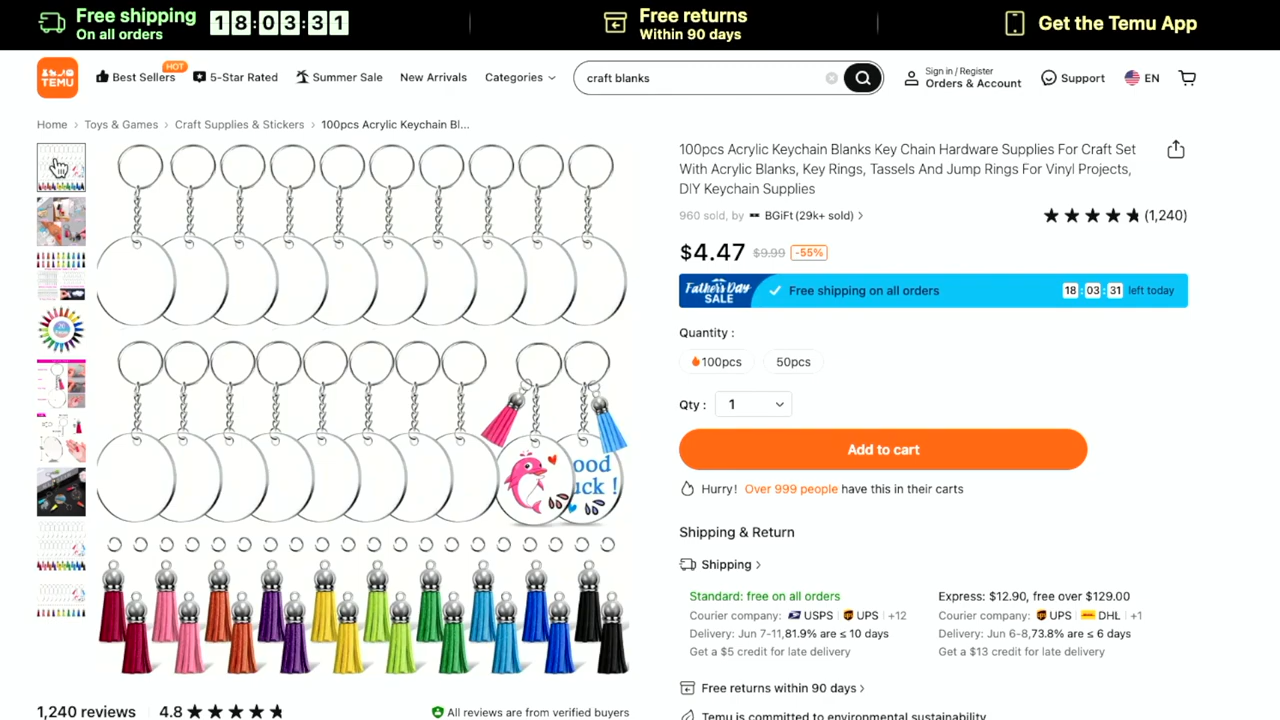 Free shipping
On all orders
18:03:31
Free returns
Within 90 days
Get the Temu App
TEMU
Best Sellers
HOT
5-Star Rated
Summer Sale
New Arrivals
Categories
craft blanks
Sign in / Register
Orders & Account
Support
EN
Home > Toys & Games > Craft Supplies & Stickers > 100pcs Acrylic Keychain Bl...
100pcs Acrylic Keychain Blanks Key Chain Hardware Supplies For Craft Set
With Acrylic Blanks, Key Rings, Tassels And Jump Rings For Vinyl Projects,
DIY Keychain Supplies
960 sold, by BGiFt (29k+ sold) >
(1,240)
$4.47 $9.99 -55%
Father's Day
SALE
Free shipping on all orders
18:03:31 left today
Quantity :
100pcs
50pcs
Qty : 1
Add to cart
Hurry! Over 999 people have this in their carts
ood
uck !
Shipping & Return
Shipping >
Standard: free on all orders
Courier company: USPS UPS +12
Delivery: Jun 7-11, 81.9% are ≤ 10 days
Get a $5 credit for late delivery
Express: $12.90, free over $129.00
Courier company: UPS DHL +1
Delivery: Jun 6-8, 73.8% are ≤ 6 days
Get a $13 credit for late delivery
Free returns within 90 days >
Temu is committed to environmental sustainability
1,240 reviews
4.8
All reviews are from verified buyers